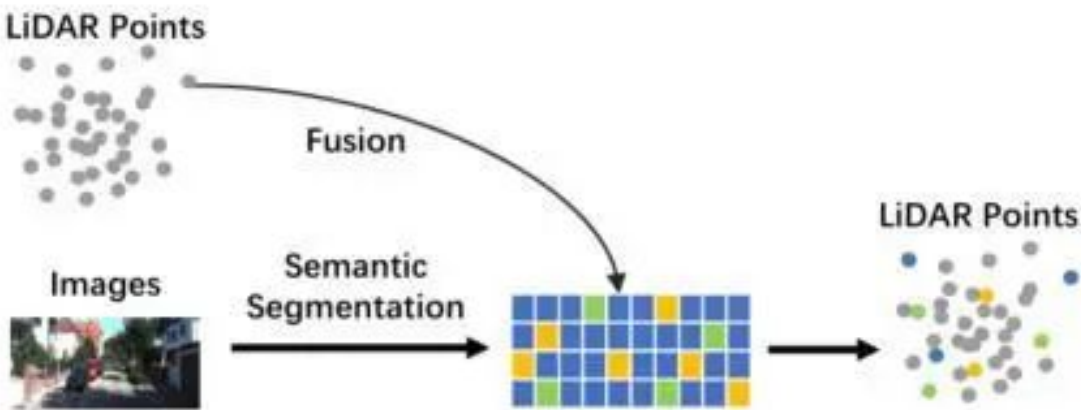 LiDAR Points
Fusion
LiDAR Points
Images
Semantic
Segmentation